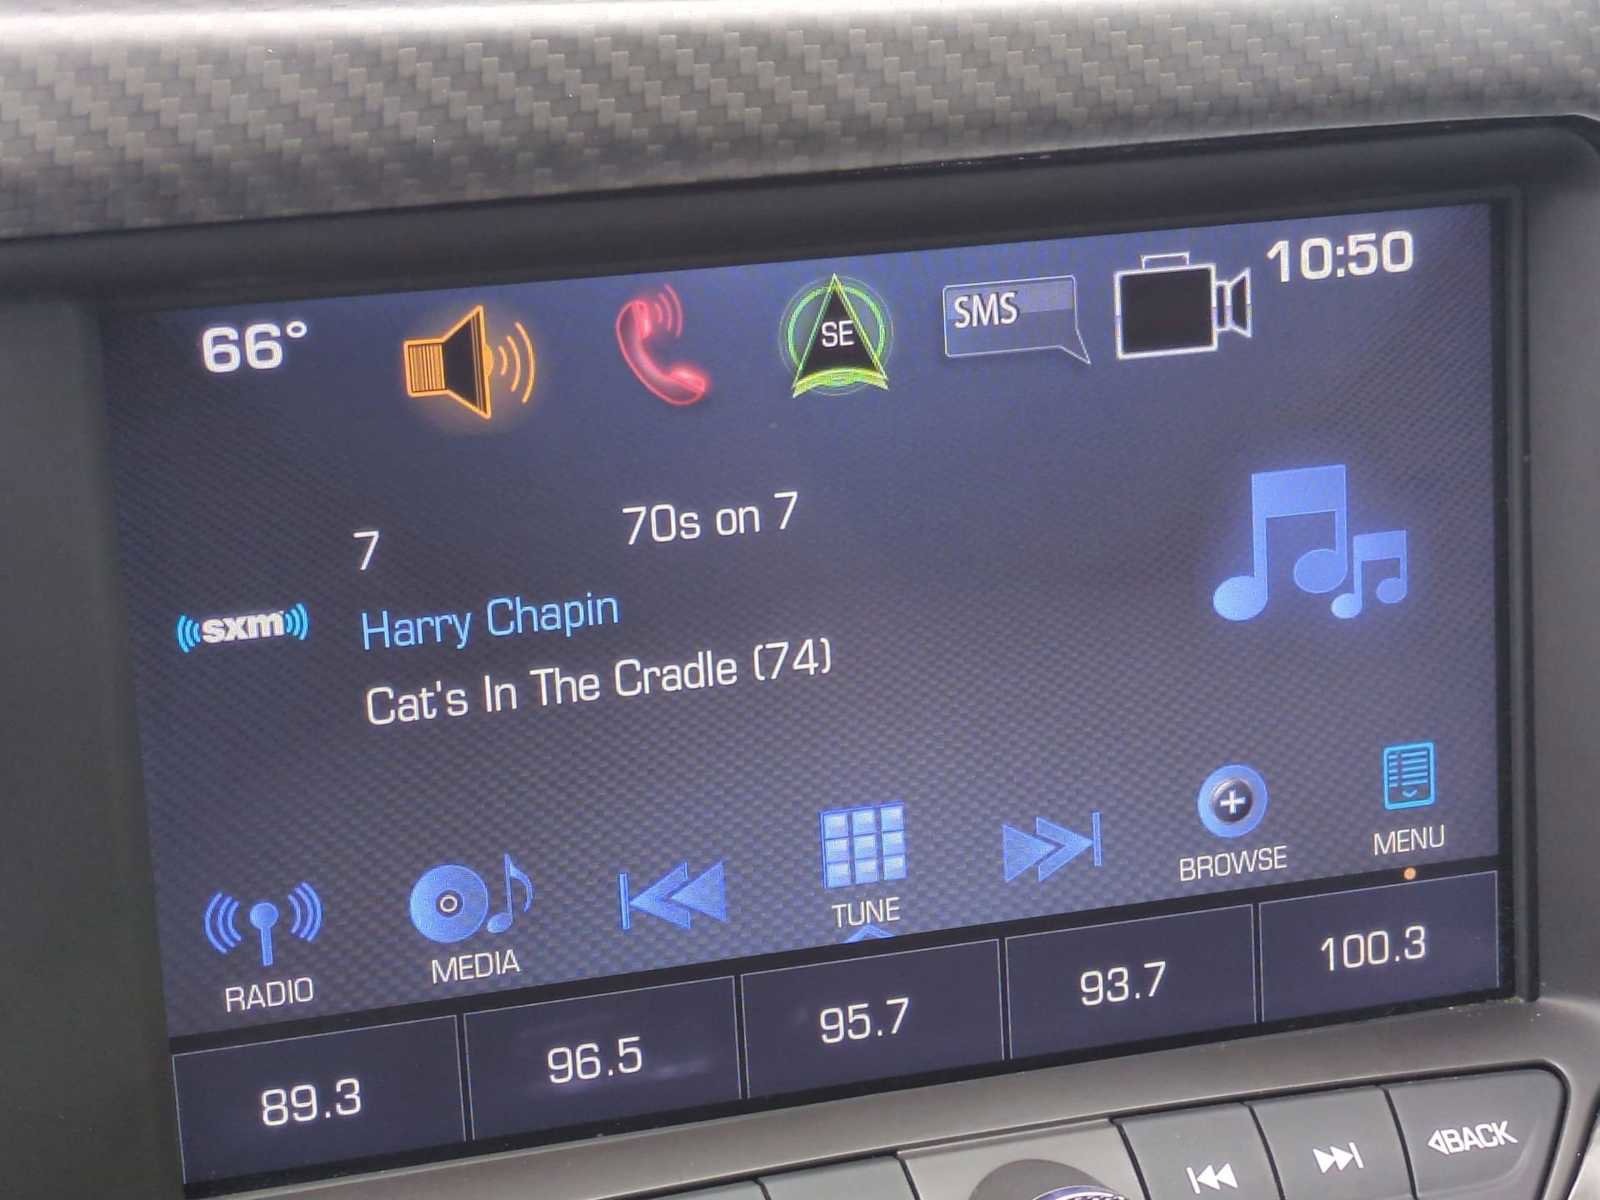 66°
SE
SMS
10:50
7
70s on 7
sxm
Harry Chapin
Cat's In The Cradle (74)
RADIO
MEDIA
TUNE
BROWSE
MENU
89.3
96.5
95.7
93.7
100.3
BACK